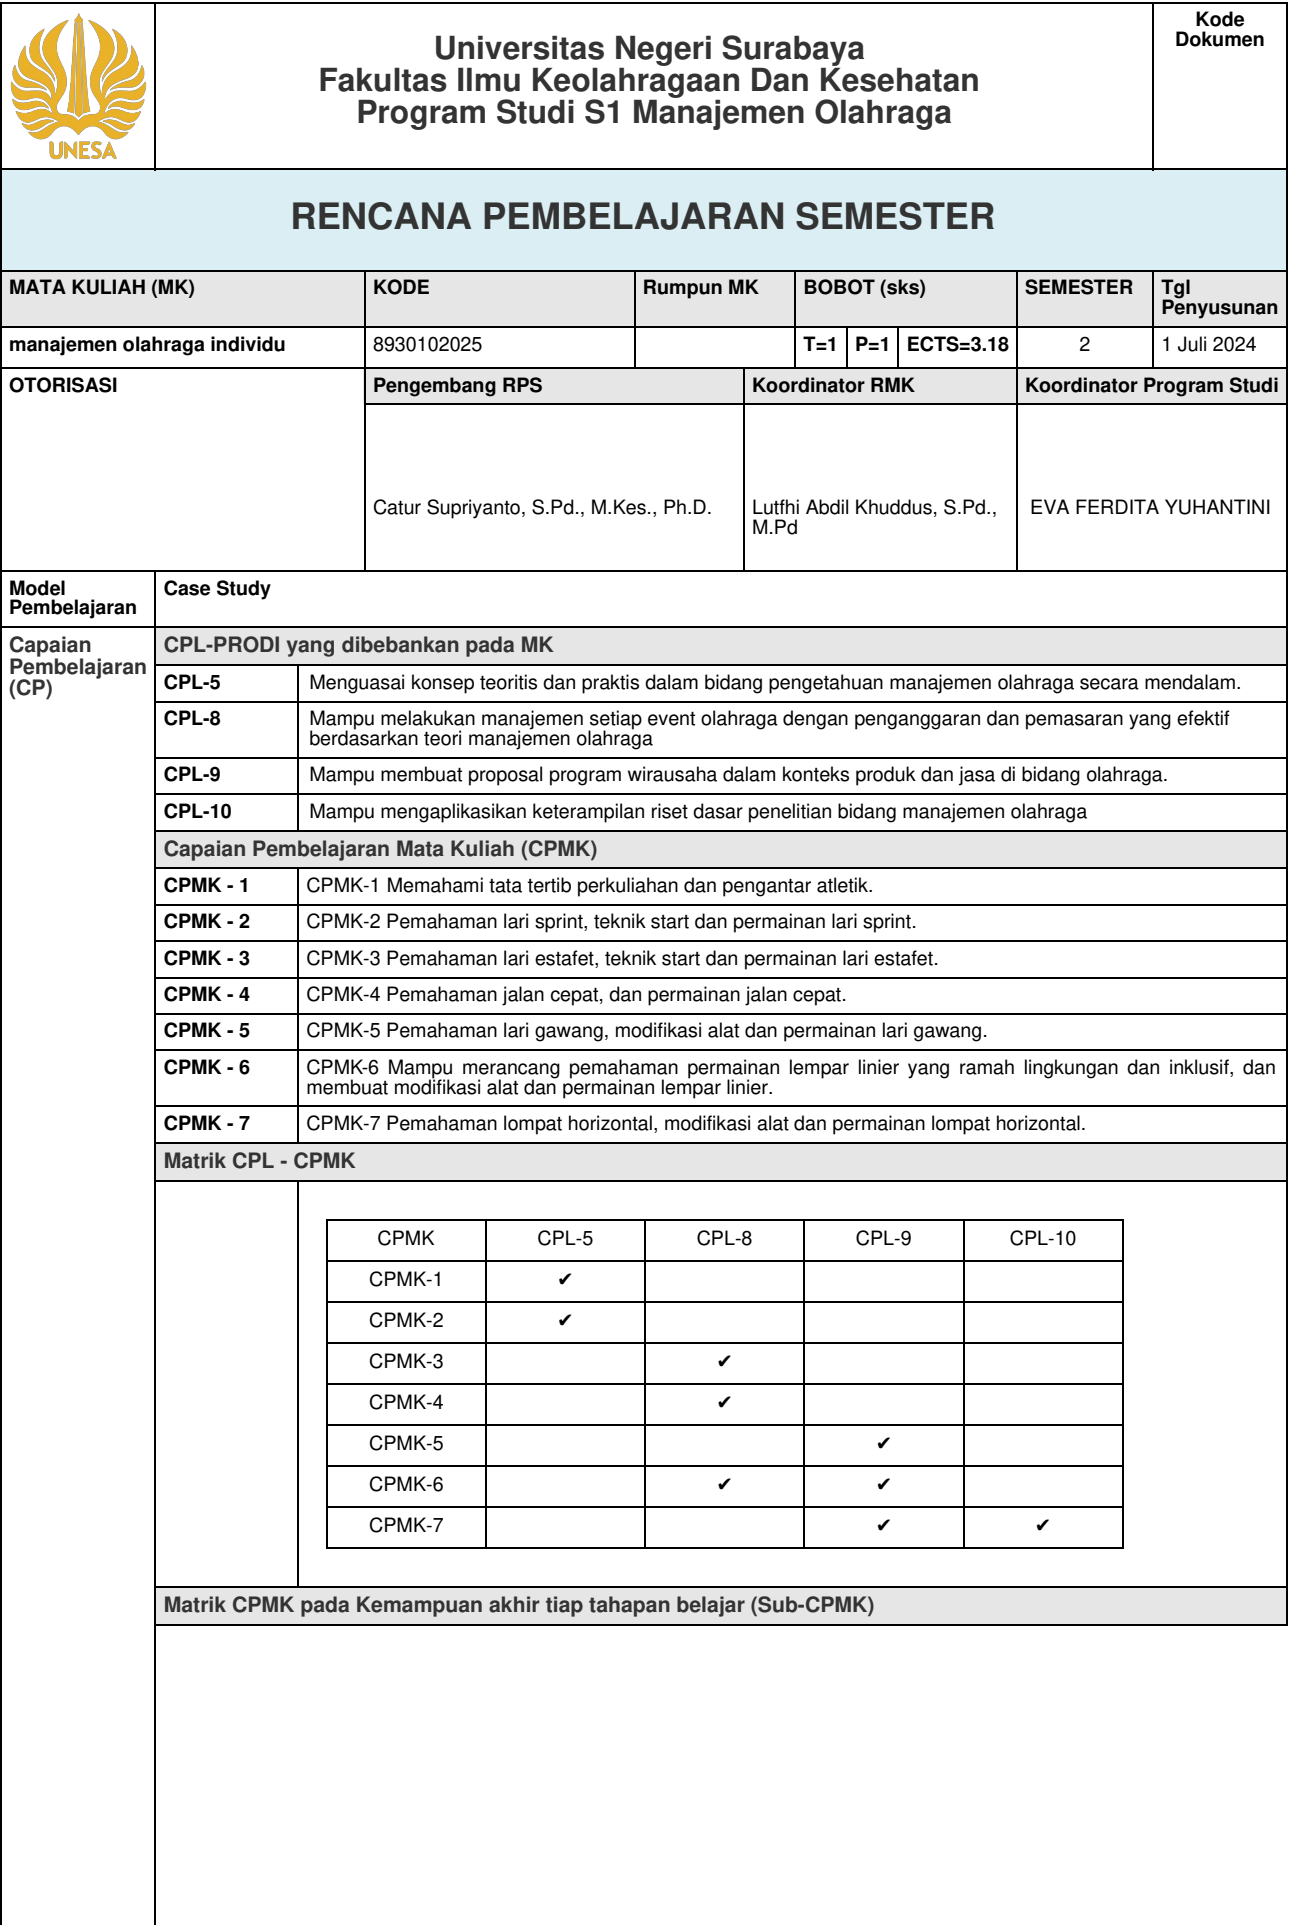 UNESA
Universitas Negeri Surabaya
Fakultas Ilmu Keolahragaan Dan Kesehatan
Program Studi S1 Manajemen Olahraga
Kode
Dokumen
RENCANA PEMBELAJARAN SEMESTER
MATA KULIAH (MK) KODE Rumpun MK BOBOT (sks) SEMESTER Tgl
Penyusunan
manajemen olahraga individu 8930102025 T=1 P=1 ECTS=3.18 2 1 Juli 2024
OTORISASI Pengembang RPS Koordinator RMK Koordinator Program Studi
Catur Supriyanto, S.Pd., M.Kes., Ph.D. Lutfhi Abdil Khuddus, S.Pd., EVA FERDITA YUHANTINI
M.Pd
Model
Pembelajaran
Case Study
Capaian
Pembelajaran
(CP)
CPL-PRODI yang dibebankan pada MK
CPL-5 Menguasai konsep teoritis dan praktis dalam bidang pengetahuan manajemen olahraga secara mendalam.
CPL-8 Mampu melakukan manajemen setiap event olahraga dengan penganggaran dan pemasaran yang efektif
berdasarkan teori manajemen olahraga
CPL-9 Mampu membuat proposal program wirausaha dalam konteks produk dan jasa di bidang olahraga.
CPL-10 Mampu mengaplikasikan keterampilan riset dasar penelitian bidang manajemen olahraga
Capaian Pembelajaran Mata Kuliah (CPMK)
CPMK - 1 CPMK-1 Memahami tata tertib perkuliahan dan pengantar atletik.
CPMK - 2 CPMK-2 Pemahaman lari sprint, teknik start dan permainan lari sprint.
CPMK - 3 CPMK-3 Pemahaman lari estafet, teknik start dan permainan lari estafet.
CPMK - 4 CPMK-4 Pemahaman jalan cepat, dan permainan jalan cepat.
CPMK - 5 CPMK-5 Pemahaman lari gawang, modifikasi alat dan permainan lari gawang.
CPMK - 6 CPMK-6 Mampu merancang pemahaman permainan lempar linier yang ramah lingkungan dan inklusif, dan
membuat modifikasi alat dan permainan lempar linier.
CPMK - 7 CPMK-7 Pemahaman lompat horizontal, modifikasi alat dan permainan lompat horizontal.
Matrik CPL - CPMK
CPMK CPL-5 CPL-8 CPL-9 CPL-10
CPMK-1 ✔
CPMK-2 ✔
CPMK-3 ✔
CPMK-4 ✔
CPMK-5 ✔
CPMK-6 ✔ ✔
CPMK-7 ✔ ✔
Matrik CPMK pada Kemampuan akhir tiap tahapan belajar (Sub-CPMK)